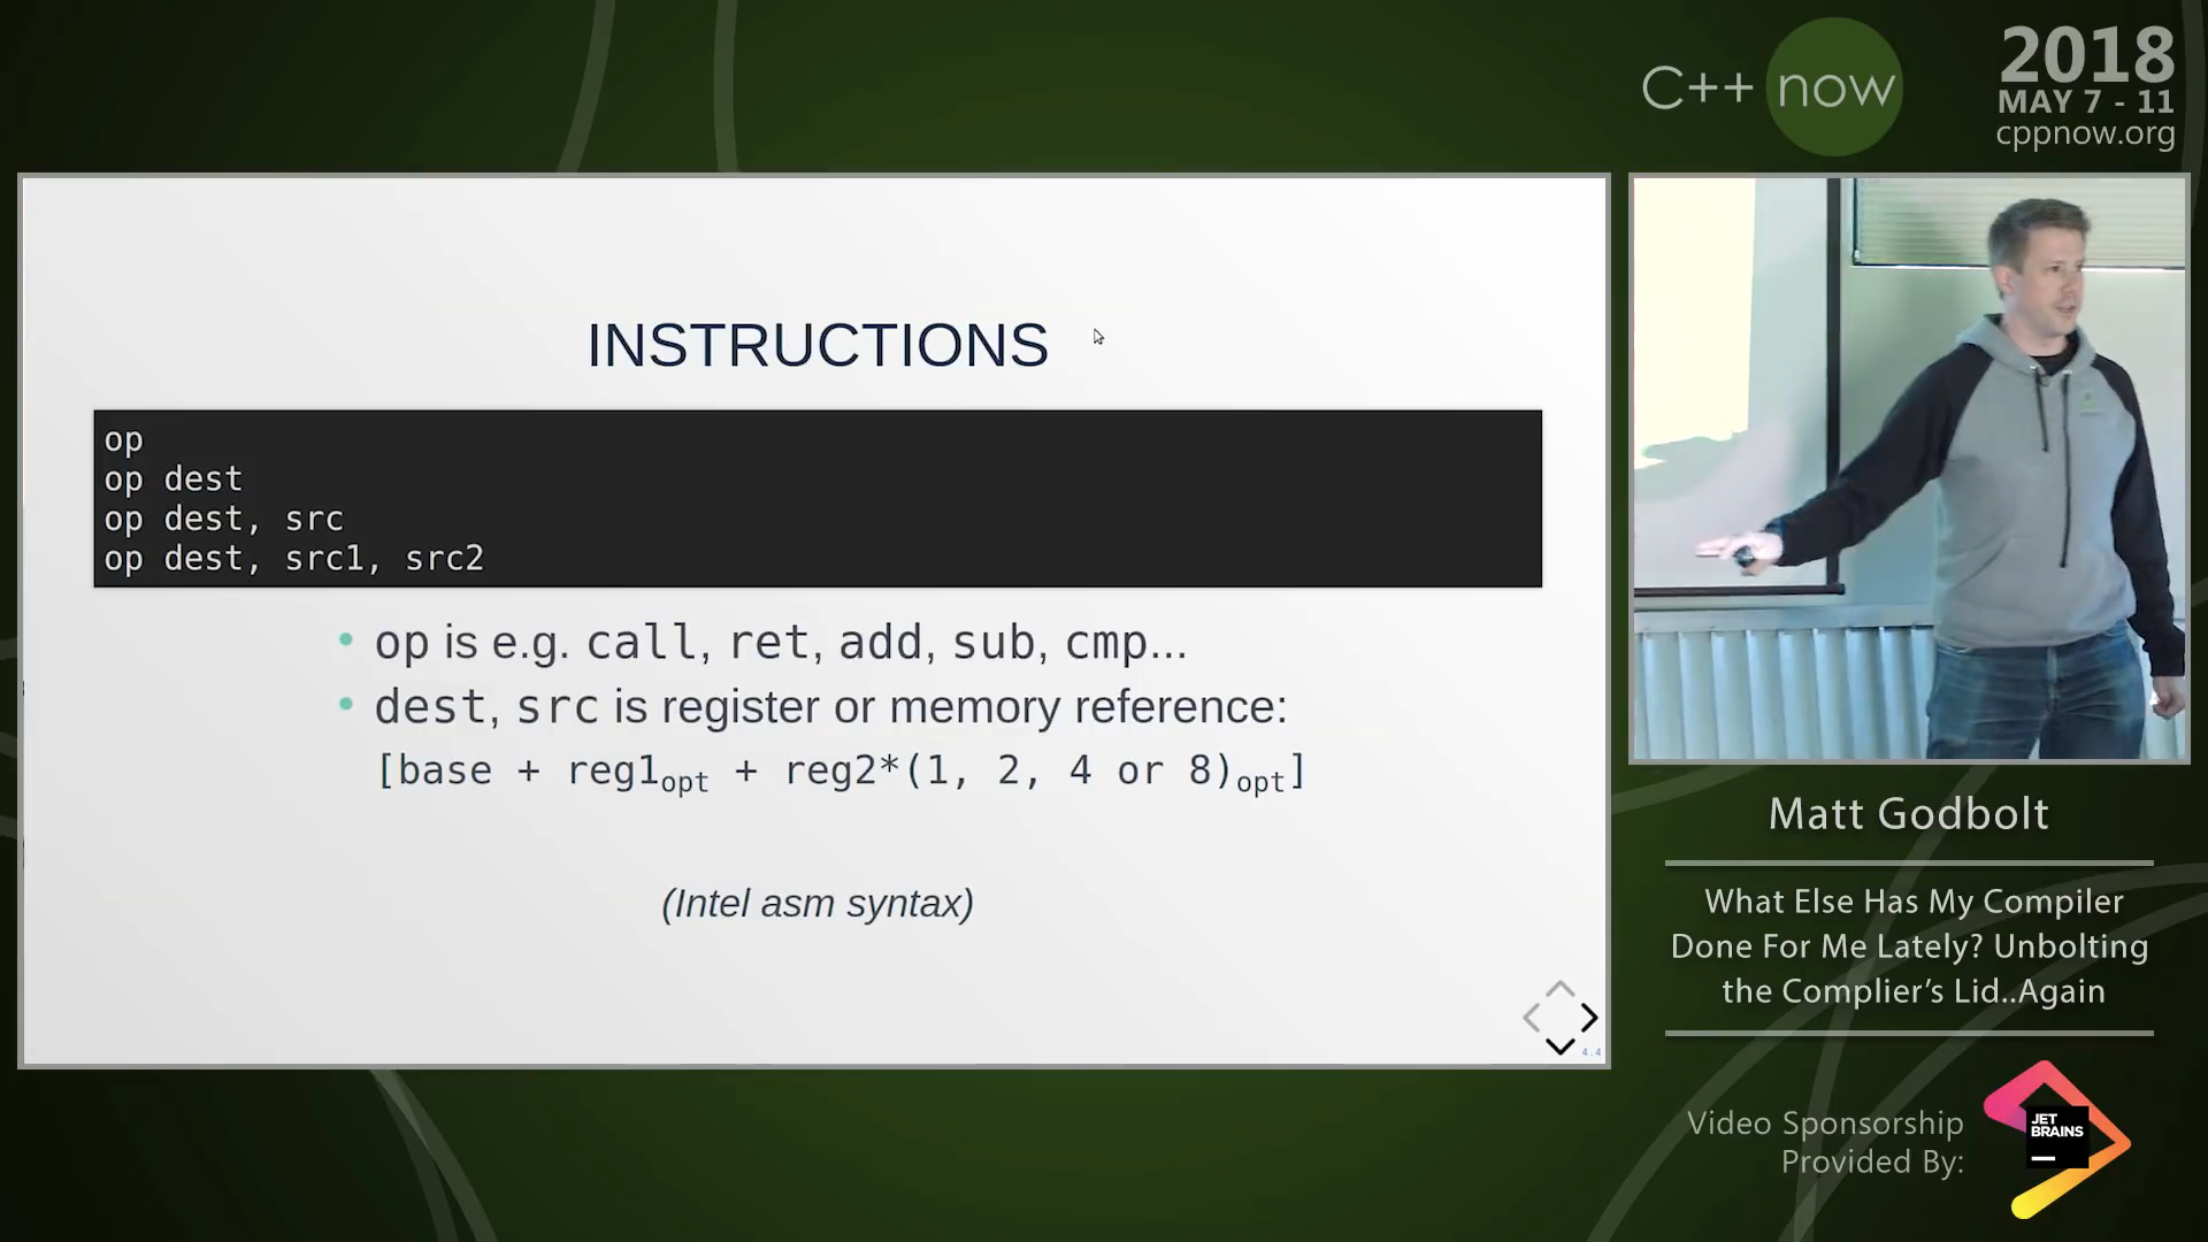 C++ now
2018
MAY 7 - 11
cppnow.org
INSTRUCTIONS
op
op dest
op dest, src
op dest, src1, src2
• op is e.g. call, ret, add, sub, cmp...
• dest, src is register or memory reference:
[base + reg1opt + reg2*(1, 2, 4 or 8)opt]
(Intel asm syntax)
4.4
Matt Godbolt
What Else Has My Compiler
Done For Me Lately? Unbolting
the Complier's Lid..Again
Video Sponsorship
Provided By:
JET
BRAINS